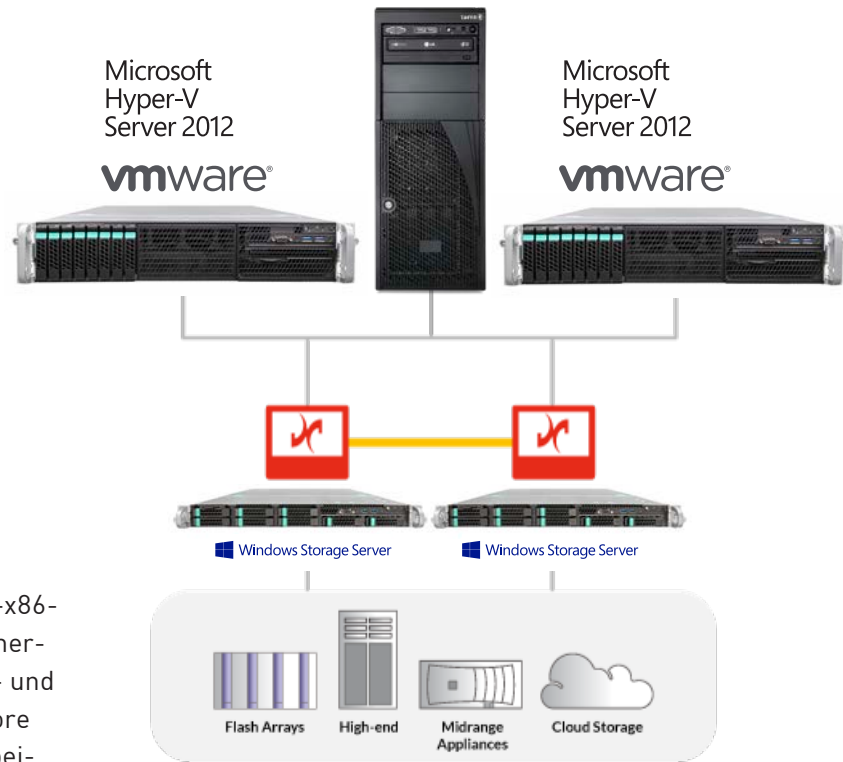 Microsoft
Hyper-V
Server 2012
vmware®
Microsoft
Hyper-V
Server 2012
vmware®
Windows Storage Server
Windows Storage Server
-x86-
her-
- und
ore
Flash Arrays
High-end
Midrange
Appliances
Cloud Storage